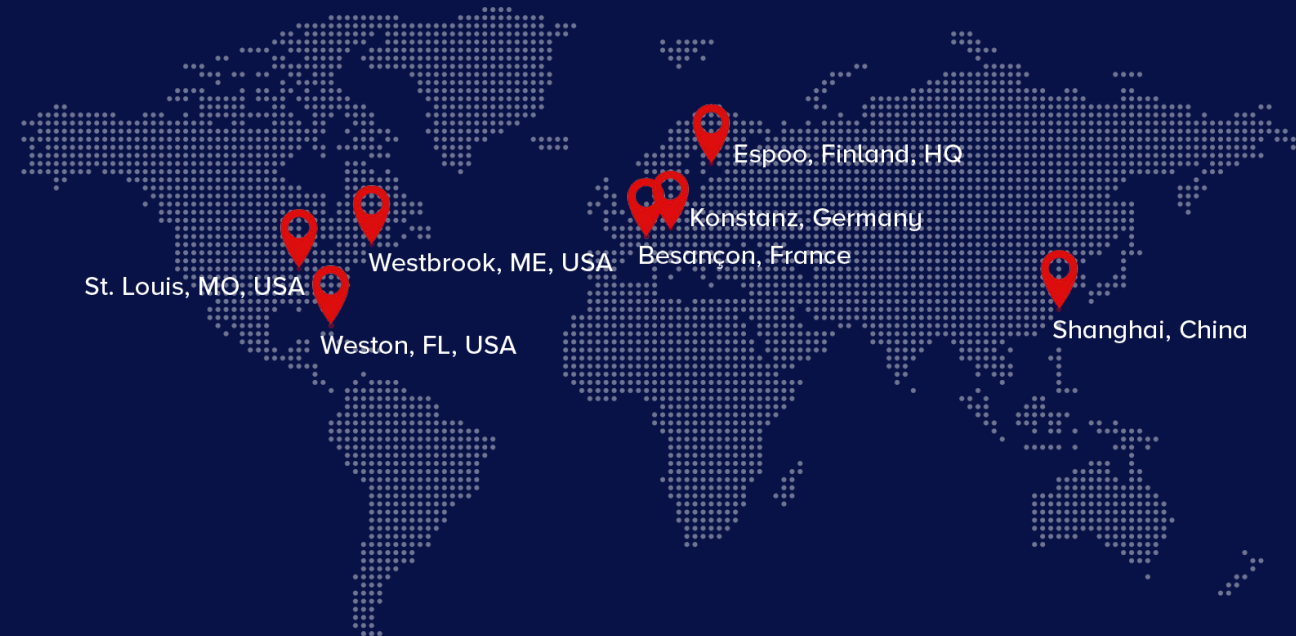 Espoo, Finland, HQ
Konstanz, Germany
Besançon, France
Westbrook, ME, USA
St. Louis, MO, USA
Shanghai, China
Weston, FL, USA